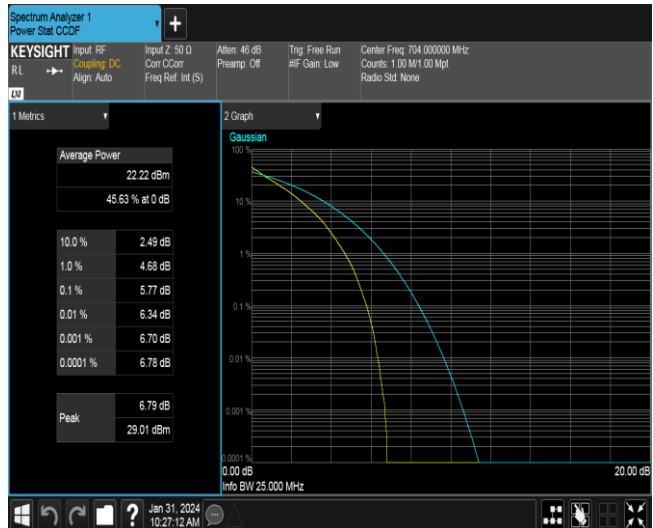 Spectrum Analyzer 1
Power Stat CCDF
+
KEYSIGHT
RL
LXI
Input: RF
Coupling: DC
Align: Auto
Input Z: 50 Ω
Corr CCorr
Freq Ref: Int (S)
Atten: 46 dB
Preamp: Off
Trig: Free Run
#IF Gain: Low
Center Freq: 704.000000 MHz
Counts: 1.00 M/1.00 Mpt
Radio Std: None
1 Metrics
Average Power
22.22 dBm
45.63 % at 0 dB
10.0 % 2.49 dB
1.0 % 4.68 dB
0.1 % 5.77 dB
0.01 % 6.34 dB
0.001 % 6.70 dB
0.0001 % 6.78 dB
Peak
6.79 dB
29.01 dBm
2 Graph
Gaussian
100 %
10 %
1 %
0.1 %
0.01 %
0.001 %
0.0001 %
0.00 dB 20.00 dB
Info BW 25.000 MHz
?
Jan 31, 2024
10:27:12 AM